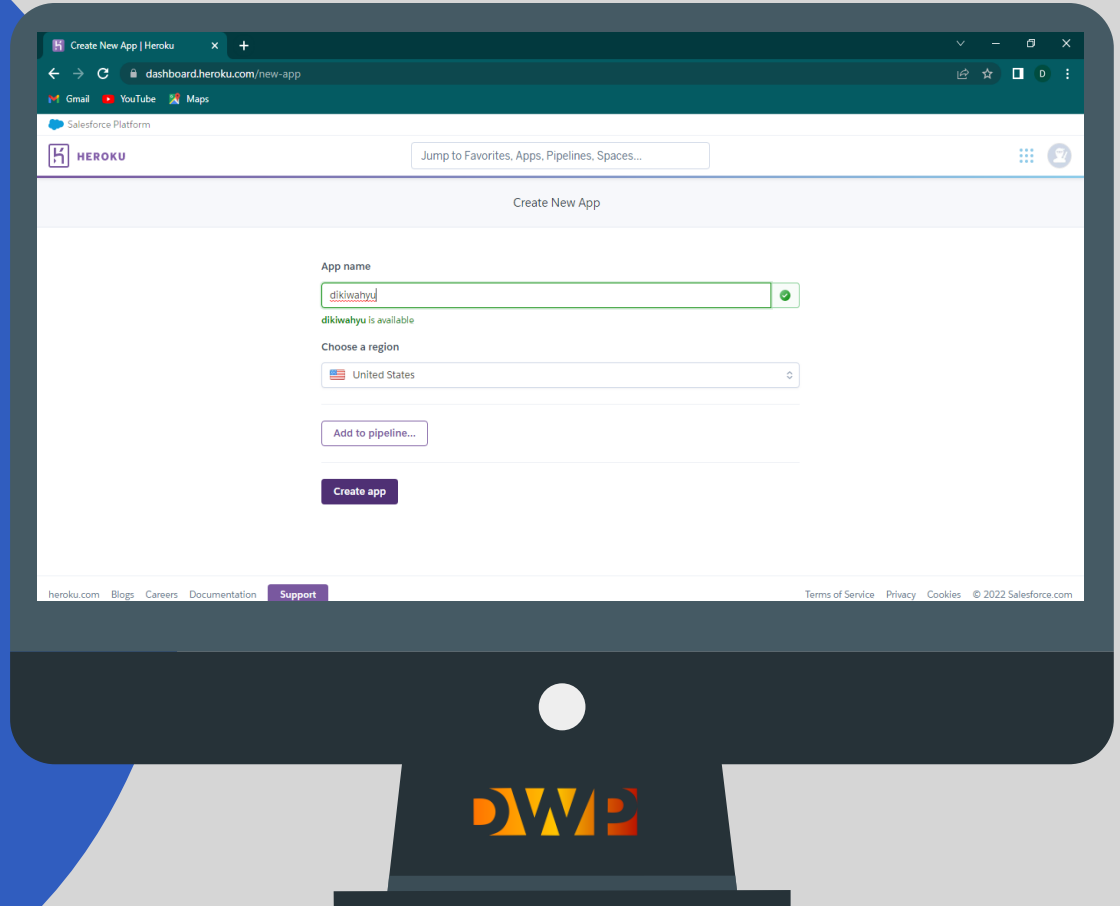 Create New App | Heroku
dashboard.heroku.com/new-app
D
Gmail YouTube Maps
Salesforce Platform
HEROKU
Jump to Favorites, Apps, Pipelines, Spaces...
Create New App
App name
dikiwahyu
dikiwahyu is available
Choose a region
United States
Add to pipeline...
Create app
heroku.com Blogs Careers Documentation Support Terms of Service Privacy Cookies © 2022 Salesforce.com
DWP